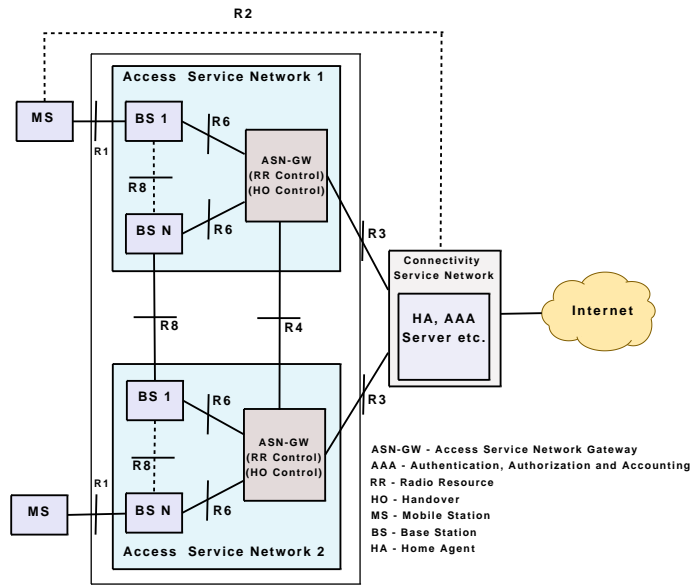 R2
Access Service Network 1
MS
BS 1
R6
R1
ASN-GW
(RR Control)
(HO Control)
R8
BS N
R6
R3
Connectivity
Service Network
HA, AAA
Server etc.
Internet
R8
R4
BS 1
R6
R3
ASN-GW
(RR Control)
(HO Control)
R8
R1
MS
BS N
R6
Access Service Network 2
ASN-GW - Access Service Network Gateway
AAA - Authentication, Authorization and Accounting
RR - Radio Resource
HO - Handover
MS - Mobile Station
BS - Base Station
HA - Home Agent